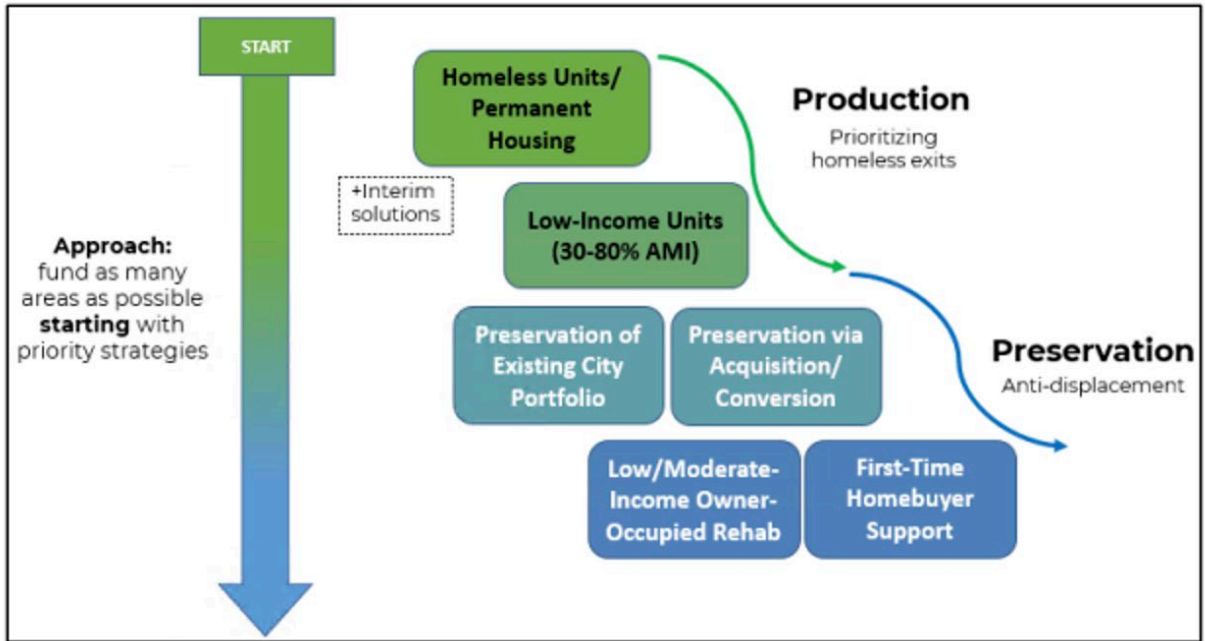 START
Homeless Units/
Permanent
Housing
Production
Prioritizing
homeless exits
+Interim
solutions
Low-Income Units
(30-80% AMI)
Approach:
fund as many
areas as possible
starting with
priority strategies
Preservation of
Existing City
Portfolio
Preservation via
Acquisition/
Conversion
Preservation
Anti-displacement
Low/Moderate-
Income Owner-
Occupied Rehab
First-Time
Homebuyer
Support